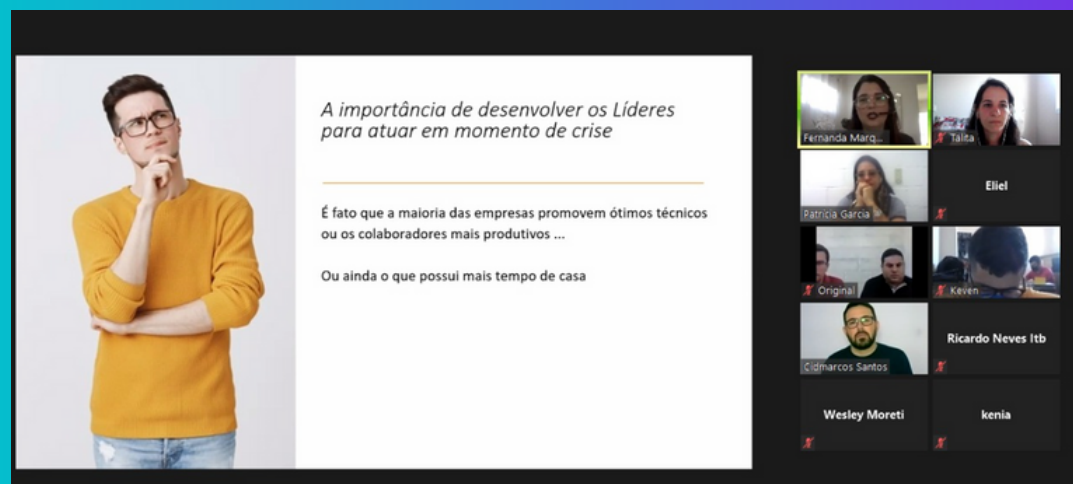 A importância de desenvolver os Líderes
para atuar em momento de crise
É fato que a maioria das empresas promovem ótimos técnicos
ou os colaboradores mais produtivos ...
Ou ainda o que possui mais tempo de casa
Fernanda Marq...
Talita
Patrícia Garcia
Eliel
Original
Keven
Cidmarcos Santos
Ricardo Neves Itb
Wesley Moreti
kenia